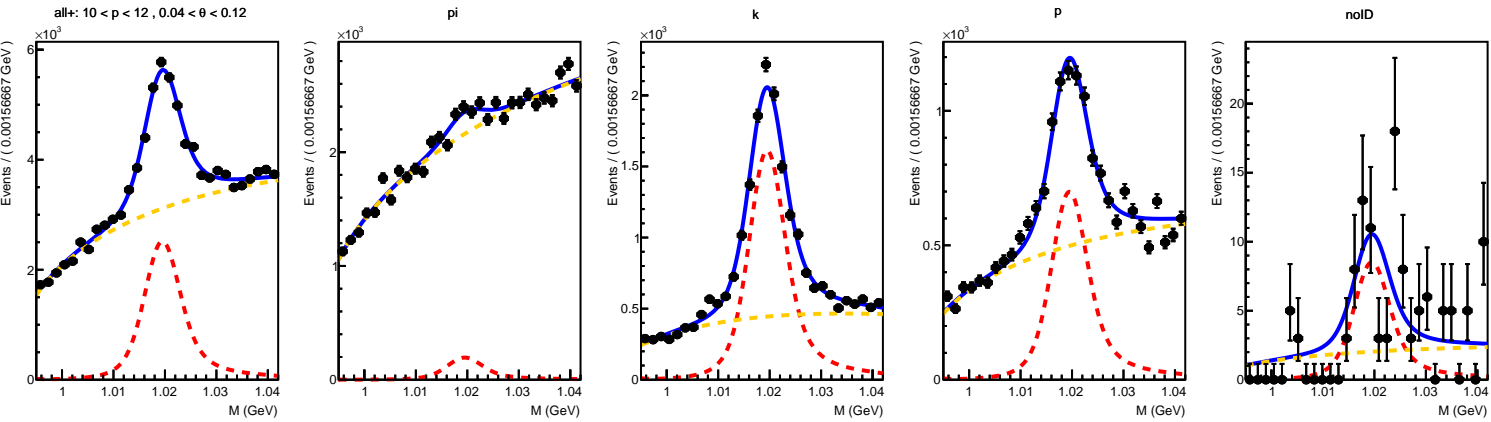 all+: 10 < p < 12 , 0.04 < θ < 0.12
×10³
Events / ( 0.00156667 GeV )
6
4
2
0
1 1.01 1.02 1.03 1.04
M (GeV)
pi
×10³
Events / ( 0.00156667 GeV )
2
1
0
1 1.01 1.02 1.03 1.04
M (GeV)
k
×10³
Events / ( 0.00156667 GeV )
2
1.5
1
0.5
0
1 1.01 1.02 1.03 1.04
M (GeV)
p
×10³
Events / ( 0.00156667 GeV )
1
0.5
0
1 1.01 1.02 1.03 1.04
M (GeV)
noID
Events / ( 0.00156667 GeV )
20
15
10
5
0
1 1.01 1.02 1.03 1.04
M (GeV)